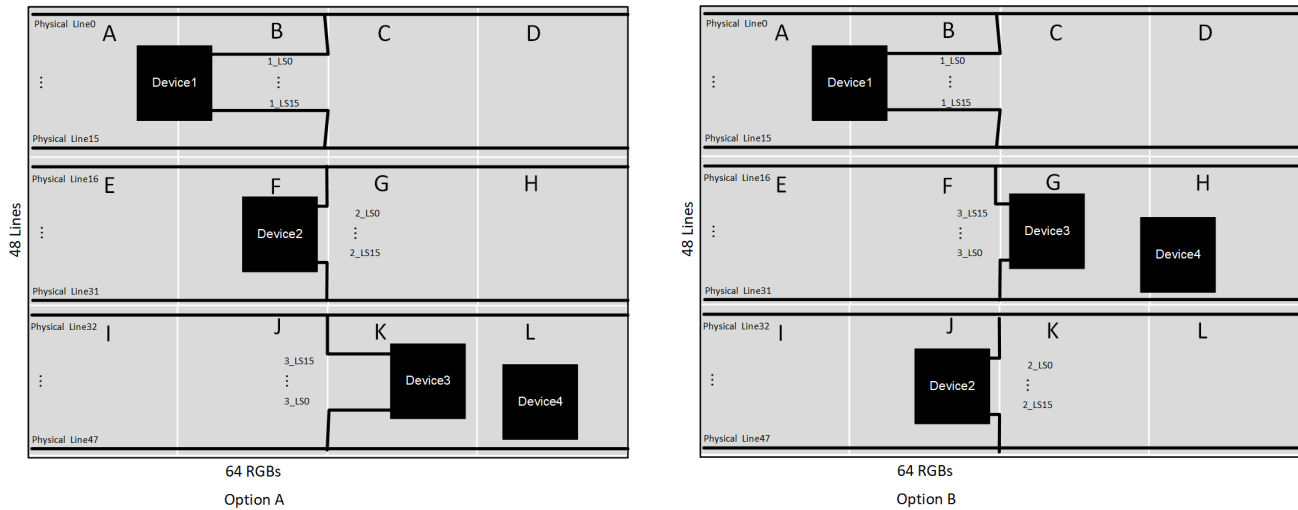 Physical Line0
A
B
C
D
Device1
1_LS0
⋮
⋮
1_LS15
Physical Line15
Physical Line16
E
F
G
H
Device2
2_LS0
⋮
⋮
2_LS15
Physical Line31
Physical Line32
I
J
K
L
3_LS15
⋮
⋮
3_LS0
Device3
Device4
Physical Line47
48 Lines
64 RGBs
Option A
Physical Line0
A
B
C
D
Device1
1_LS0
⋮
⋮
1_LS15
Physical Line15
Physical Line16
E
F
G
H
3_LS15
⋮
⋮
3_LS0
Device3
Device4
Physical Line31
Physical Line32
I
J
K
L
Device2
2_LS0
⋮
⋮
2_LS15
Physical Line47
48 Lines
64 RGBs
Option B